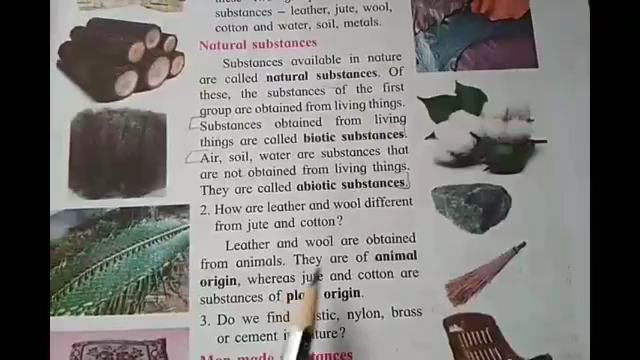 substances – leather, jute, wool,
cotton and water, soil, metals.
Natural substances
Substances available in nature
are called natural substances. Of
these, the substances of the first
group are obtained from living things.
Substances obtained from living
things are called biotic substances.
Air, soil, water are substances that
are not obtained from living things.
They are called abiotic substances.
2. How are leather and wool different
from jute and cotton?
Leather and wool are obtained
from animals. They are of animal
origin, whereas jute and cotton are
substances of origin.
3. Do we find nylon, brass
or cement